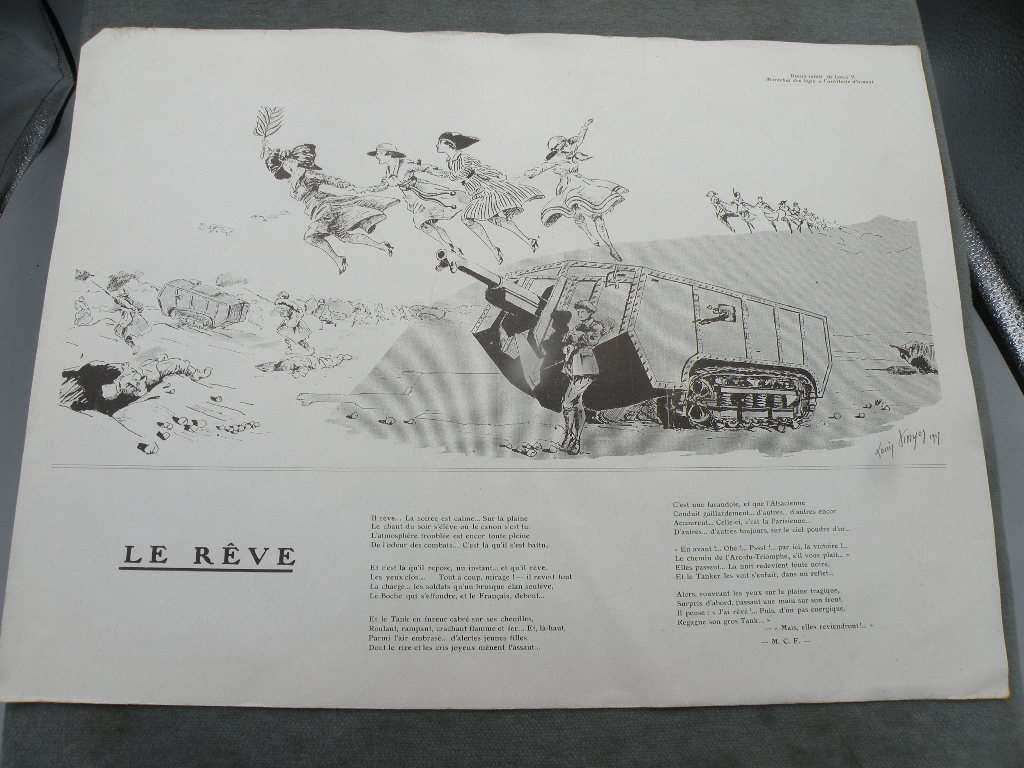 Maréchal des logis à l'artillerie d'assaut
Louis
LE RÊVE
Il rêve. . La soirée est calme... Sur la plaine
Le chant du soir s'élève où le canon s'est tu.
L'atmosphère troublée est encor toute pleine
De l'odeur des combats... C'est là qu'il s'est battu.
Et c'est là qu'il repose, un instant... et qu'il rêve,
Les yeux clos... Tout à coup, mirage ! — il revoit tout
La charge... les soldats qu'un brusque élan soulève,
Le Boche qui s'effondre, et le Français, debout...
Et le Tank en fureur cabré sur ses chenilles,
Roulant, rampant, crachant flamme et fer... Et, là-haut,
Parmi l'air embrasé... d'alertes jeunes filles
Dont le rire et les cris joyeux mènent l'assaut...
C'est une farandole, et que l'Alsacienne
Conduit gaillardement... d'autres... d'autres encor
Accourent... Celle-ci, c'est la Parisienne...
D'autres... d'autres toujours, sur le ciel poudré d'or...
« En avant !... Ohé !.. Pssst !.. par ici, la victoire !..
Le chemin de l'Arc-du-Triomphe, s'il vous plaît... »
Elles passent... La nuit redevient toute noire,
Et le Tanker les voit s'enfuir, dans un reflet...
Alors, rouvrant les yeux sur la plaine tragique,
Surpris d'abord, passant une main sur son front,
Il pense : « J'ai rêvé !... Puis, d'un pas énergique,
Regagne son gros Tank... »
— « Mais, elles reviendront !... »
— M. C. F. —